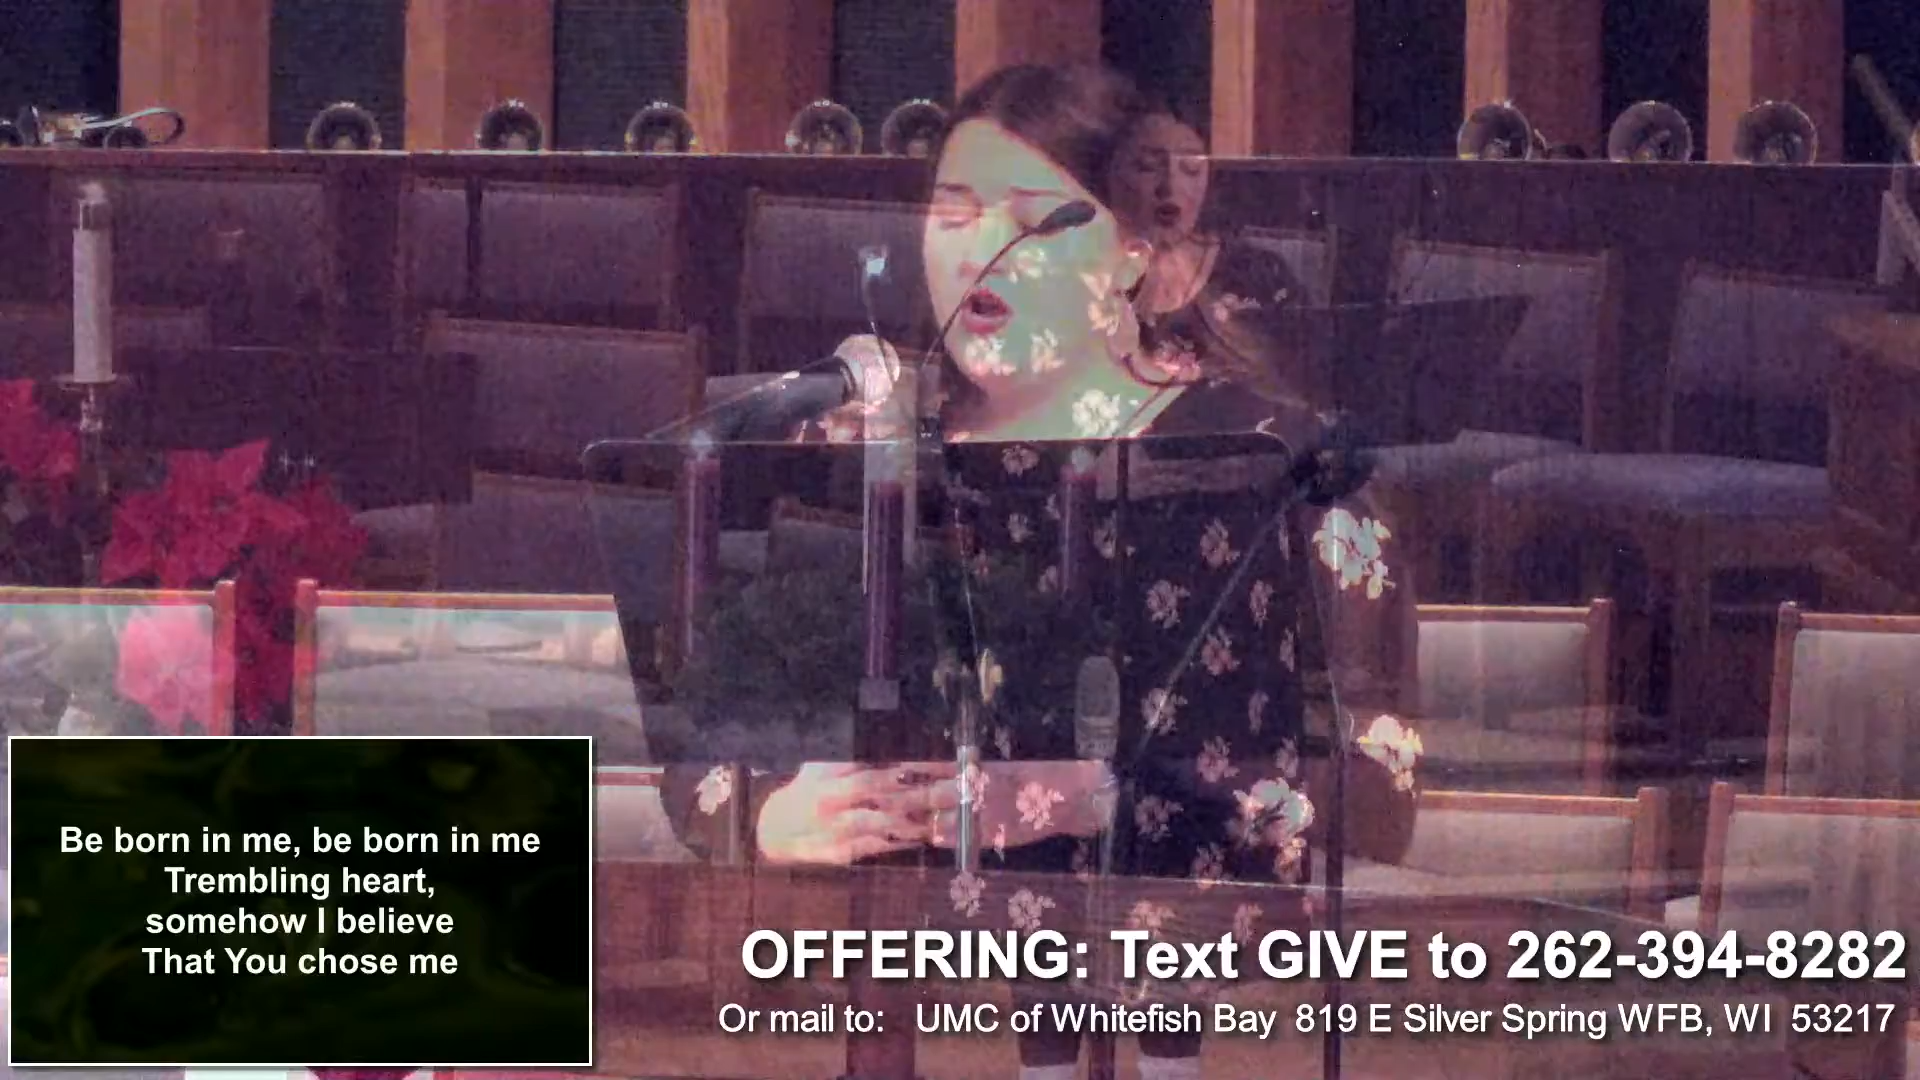 Be born in me, be born in me
Trembling heart,
somehow I believe
That You chose me
OFFERING: Text GIVE to 262-394-8282
Or mail to: UMC of Whitefish Bay 819 E Silver Spring WFB, WI 53217